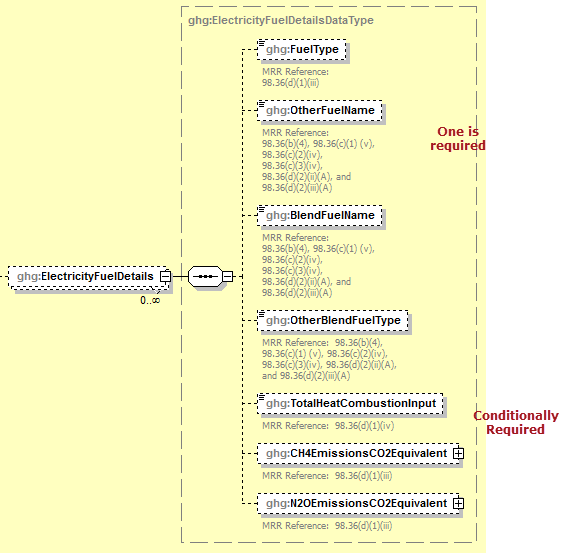 ghg:ElectricityFuelDetailsDataType
ghg:FuelType
MRR Reference:
98.36(d)(1)(iii)
ghg:OtherFuelName
MRR Reference:
98.36(b)(4), 98.36(c)(1) (v),
98.36(c)(2)(iv),
98.36(c)(3)(iv),
98.36(d)(2)(ii)(A), and
98.36(d)(2)(iii)(A)
One is
required
ghg:BlendFuelName
MRR Reference:
98.36(b)(4), 98.36(c)(1) (v),
98.36(c)(2)(iv),
98.36(c)(3)(iv),
98.36(d)(2)(ii)(A), and
98.36(d)(2)(iii)(A)
ghg:ElectricityFuelDetails
0..∞
ghg:OtherBlendFuelType
MRR Reference: 98.36(b)(4),
98.36(c)(1) (v), 98.36(c)(2)(iv),
98.36(c)(3)(iv), 98.36(d)(2)(ii)(A),
and 98.36(d)(2)(iii)(A)
ghg:TotalHeatCombustionInput
MRR Reference: 98.36(d)(1)(iv)
Conditionally
Required
ghg:CH4EmissionsCO2Equivalent
MRR Reference: 98.36(d)(1)(iii)
ghg:N2OEmissionsCO2Equivalent
MRR Reference: 98.36(d)(1)(iii)